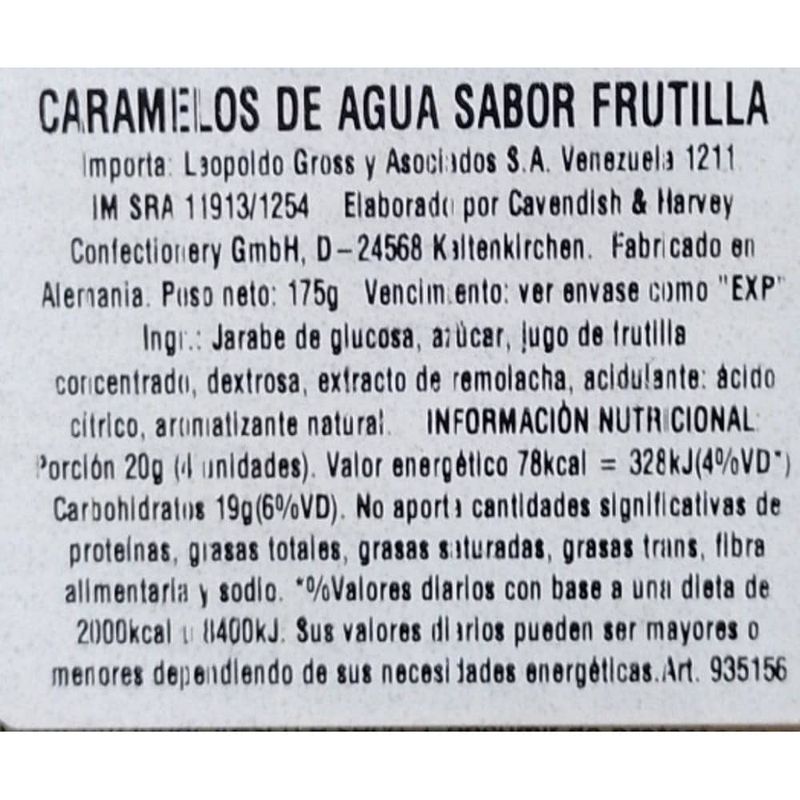 CARAMELOS DE AGUA SABOR FRUTILLA
Importa: Leopoldo Gross y Asociados S.A. Venezuela 1211
IM SRA 11913/1254 Elaborado por Cavendish & Harvey
Confectionery GmbH, D-24568 Kaltenkirchen. Fabricado en
Alemania. Peso neto: 175g Vencimiento: ver envase como "EXP"
Ingr.: Jarabe de glucosa, azúcar, jugo de frutilla
concentrado, dextrosa, extracto de remolacha, acidulante: ácido
cítrico, aromatizante natural. INFORMACIÓN NUTRICIONAL:
Porción 20g (4 unidades). Valor energético 78kcal = 328kJ(4%VD*)
Carbohidratos 19g(6%VD). No aporta cantidades significativas de
proteínas, grasas totales, grasas saturadas, grasas trans, fibra
alimentaria y sodio. *%Valores diarios con base a una dieta de
2000kcal u 8400kJ. Sus valores diarios pueden ser mayores o
menores dependiendo de sus necesidades energéticas.Art. 935156